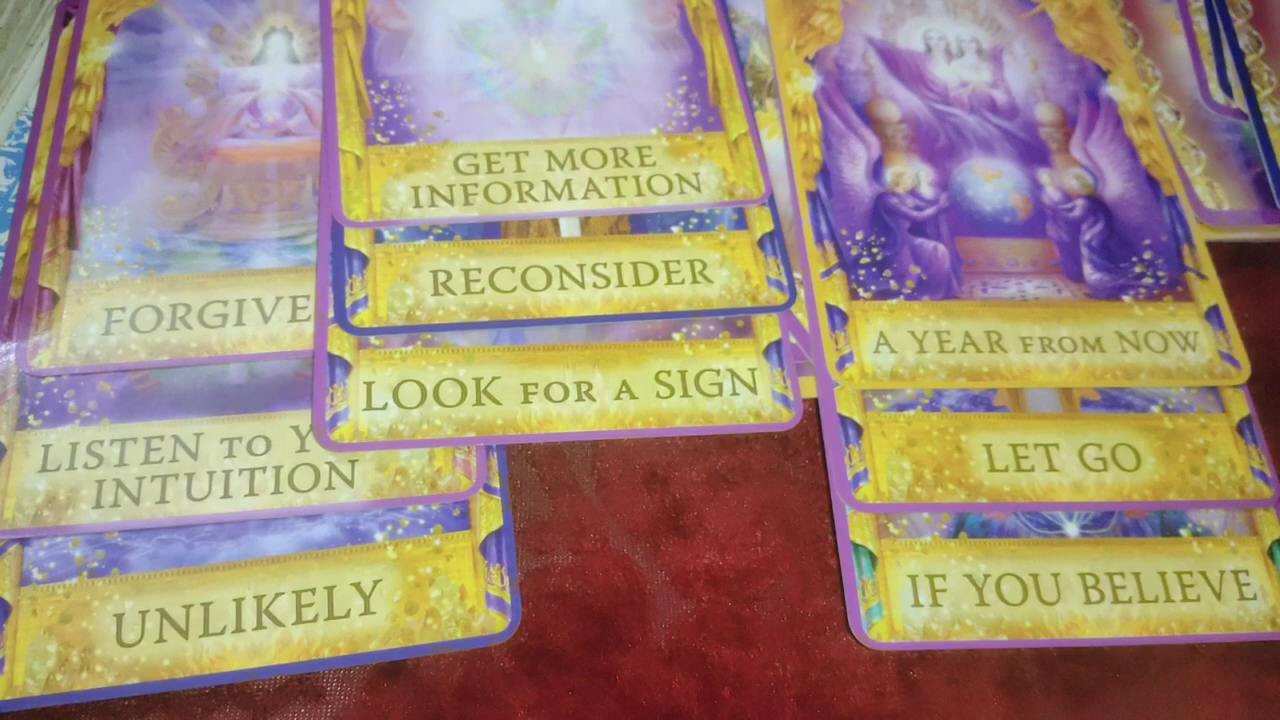 FORGIVE
LISTEN TO Y
INTUITION
UNLIKELY
GET MORE
INFORMATION
RECONSIDER
LOOK FOR A SIGN
A YEAR FROM NOW
LET GO
IF YOU BELIEVE